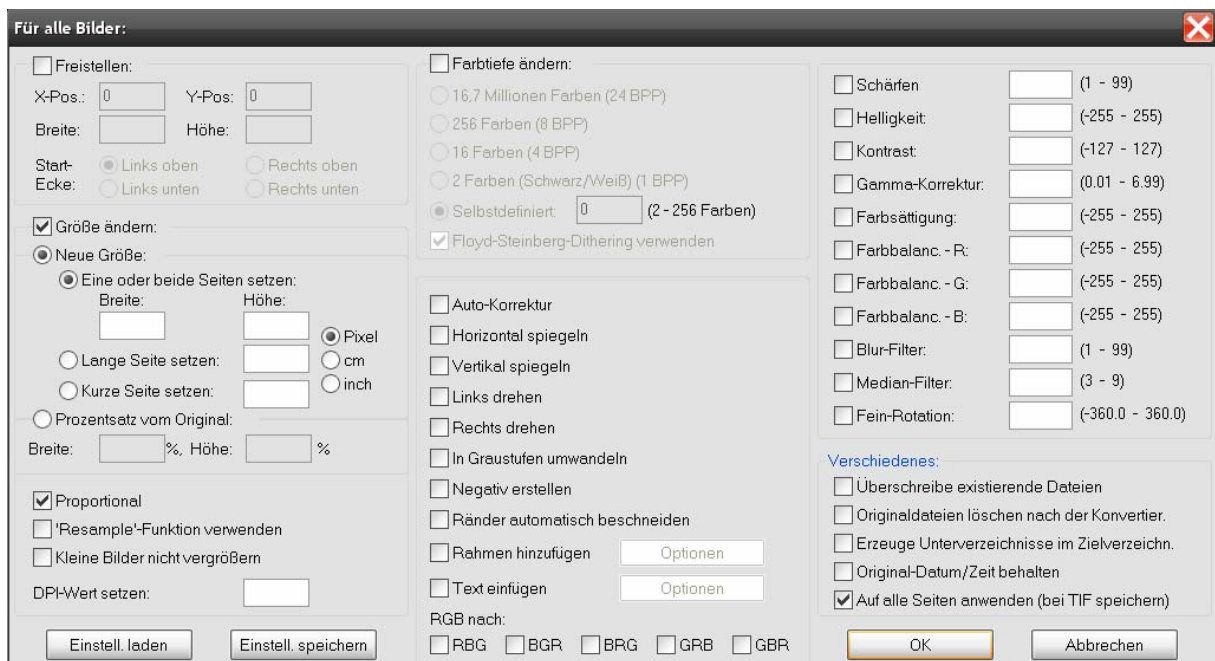 Für alle Bilder:
Freistellen:
X-Pos.: 0 Y-Pos: 0
Breite: Höhe:
Start-Ecke:
Links oben Rechts oben
Links unten Rechts unten
Größe ändern:
Neue Größe:
Eine oder beide Seiten setzen:
Breite: Höhe:
Pixel
Lange Seite setzen: cm
Kurze Seite setzen: inch
Prozentsatz vom Original:
Breite: %, Höhe: %
Proportional
'Resample'-Funktion verwenden
Kleine Bilder nicht vergrößern
DPI-Wert setzen:
Einstell. laden Einstell. speichern
Farbtiefe ändern:
16,7 Millionen Farben (24 BPP)
256 Farben (8 BPP)
16 Farben (4 BPP)
2 Farben (Schwarz/Weiß) (1 BPP)
Selbstdefiniert: 0 (2 - 256 Farben)
Floyd-Steinberg-Dithering verwenden
Auto-Korrektur
Horizontal spiegeln
Vertikal spiegeln
Links drehen
Rechts drehen
In Graustufen umwandeln
Negativ erstellen
Ränder automatisch beschneiden
Rahmen hinzufügen Optionen
Text einfügen Optionen
RGB nach:
RBG BGR BRG GRB GBR
Schärfen (1 - 99)
Helligkeit: (-255 - 255)
Kontrast: (-127 - 127)
Gamma-Korrektur: (0.01 - 6.99)
Farbsättigung: (-255 - 255)
Farbbalanc. - R: (-255 - 255)
Farbbalanc. - G: (-255 - 255)
Farbbalanc. - B: (-255 - 255)
Blur-Filter: (1 - 99)
Median-Filter: (3 - 9)
Fein-Rotation: (-360.0 - 360.0)
Verschiedenes:
Überschreibe existierende Dateien
Originaldateien löschen nach der Konvertier.
Erzeuge Unterverzeichnisse im Zielverzeichn.
Original-Datum/Zeit behalten
Auf alle Seiten anwenden (bei TIF speichern)
OK Abbrechen